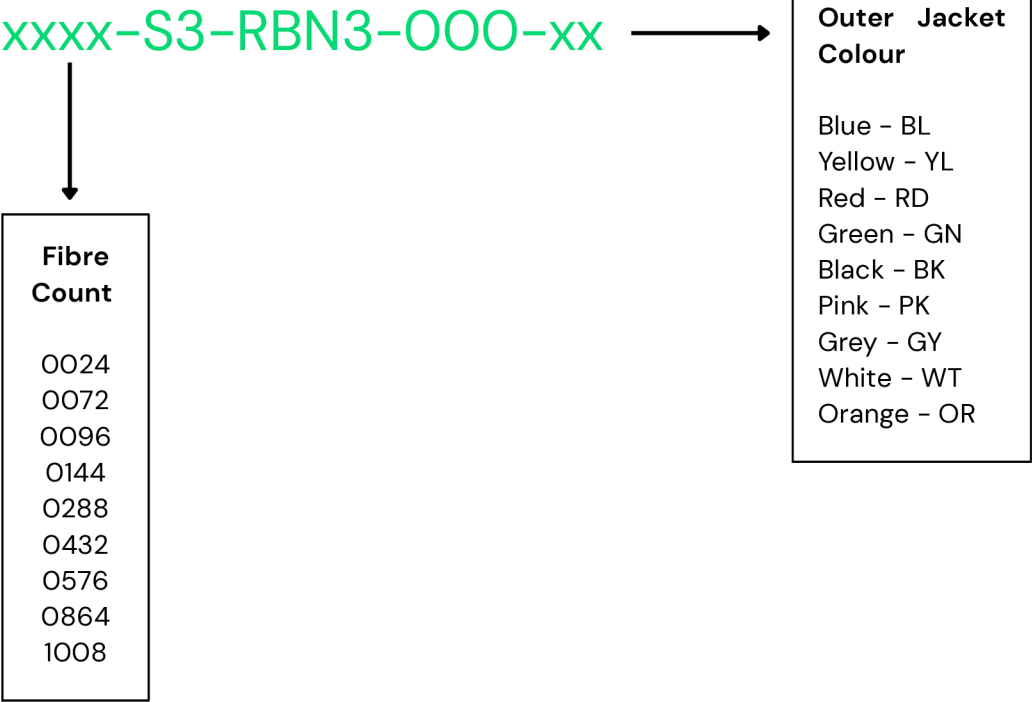 xxxx-S3-RBN3-OOO-xx
Outer Jacket
Colour
Blue - BL
Yellow - YL
Red - RD
Green - GN
Black - BK
Pink - PK
Grey - GY
White - WT
Orange - OR
Fibre
Count
0024
0072
0096
0144
0288
0432
0576
0864
1008